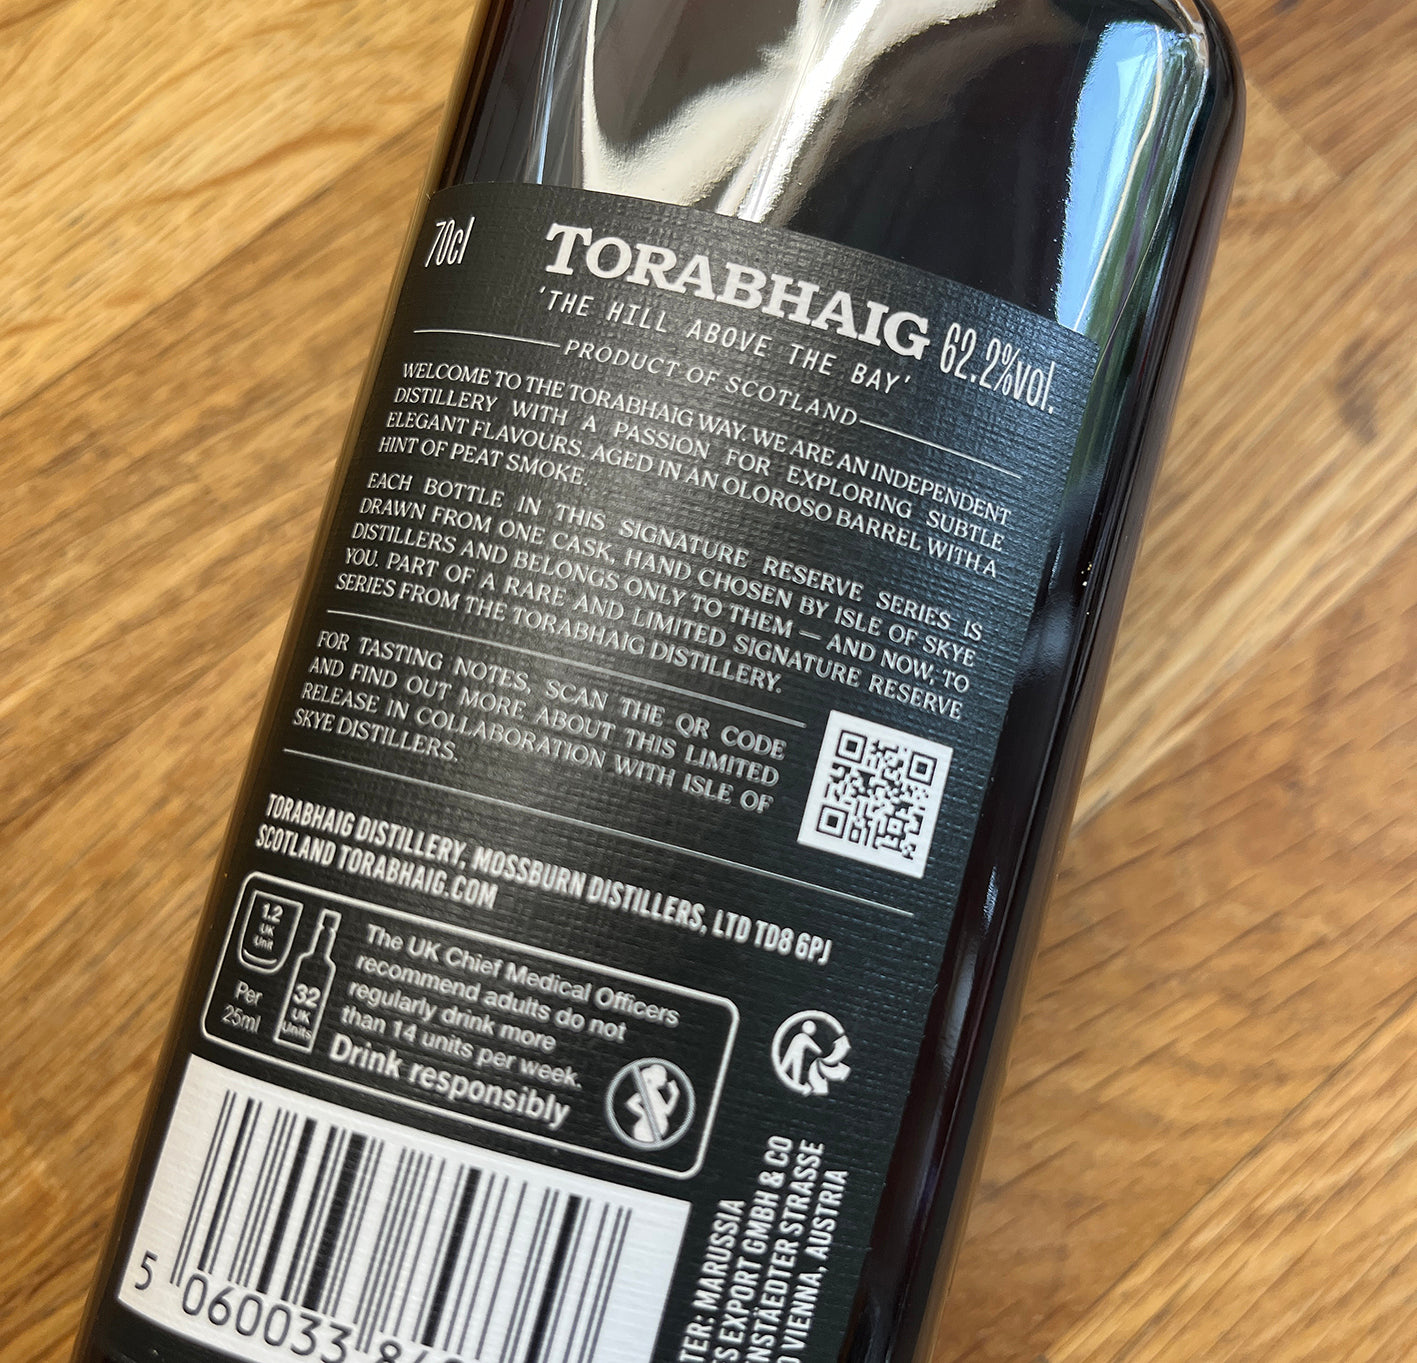 70cl
TORABHAIG
62.2%vol.
'THE HILL ABOVE THE BAY'
PRODUCT OF SCOTLAND
WELCOME TO THE TORABHAIG WAY. WE ARE AN INDEPENDENT
DISTILLERY WITH A PASSION FOR EXPLORING SUBTLE
ELEGANT FLAVOURS. AGED IN AN OLOROSO BARREL WITH A
HINT OF PEAT SMOKE.
EACH BOTTLE IN THIS SIGNATURE RESERVE SERIES IS
DRAWN FROM ONE CASK, HAND CHOSEN BY ISLE OF SKYE
DISTILLERS AND BELONGS ONLY TO THEM — AND NOW, TO
YOU. PART OF A RARE AND LIMITED SIGNATURE RESERVE
SERIES FROM THE TORABHAIG DISTILLERY.
FOR TASTING NOTES, SCAN THE QR CODE
AND FIND OUT MORE ABOUT THIS LIMITED
RELEASE IN COLLABORATION WITH ISLE OF
SKYE DISTILLERS.
TORABHAIG DISTILLERY, MOSSBURN DISTILLERS, LTD TD8 6PJ
SCOTLAND TORABHAIG.COM
1.2
UK
Unit
Per
25ml
32
UK
Units
The UK Chief Medical Officers
recommend adults do not
regularly drink more
than 14 units per week.
Drink responsibly
5 060033 84
MARUSSIA
EXPORT GMBH & CO
STRASSE
VIENNA, AUSTRIA